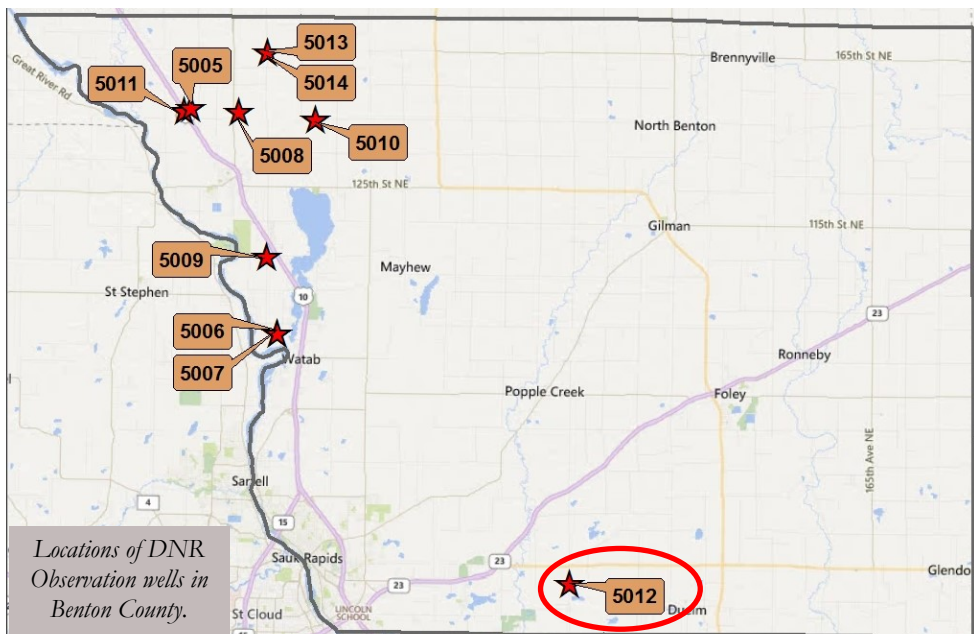 5013
Brennyville
165th St NE
Great River Rd
5005
5014
5011
North Benton
5008
5010
125th St NE
Gilman
115th St NE
5009
Mayhew
St Stephen
10
23
5006
Ronneby
5007
Watab
Popple Creek
Foley
165th Ave NE
Sartell
4
15
Locations of DNR
Observation wells in
Benton County.
Sauk Rapids
23
Glendo
23
5012
St Cloud
LINCOLN
SCHOOL